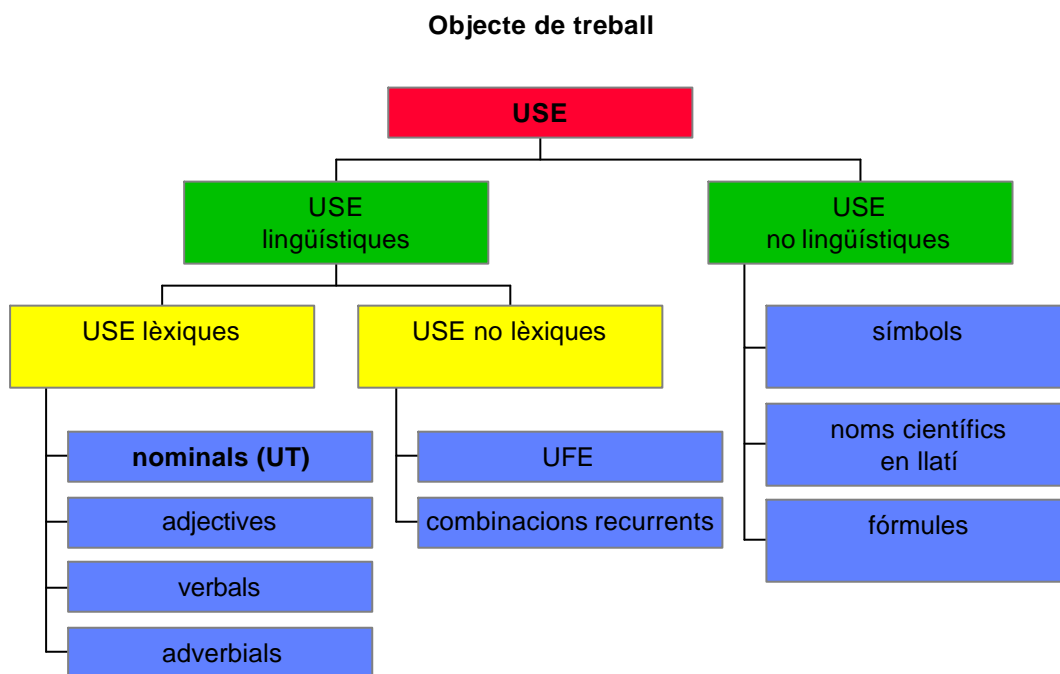 Objecte de treball
USE
USE
lingüístiques
USE
no lingüístiques
USE lèxiques
USE no lèxiques
símbols
noms científics
en llatí
fórmules
nominals (UT)
adjectives
verbals
adverbials
UFE
combinacions recurrents